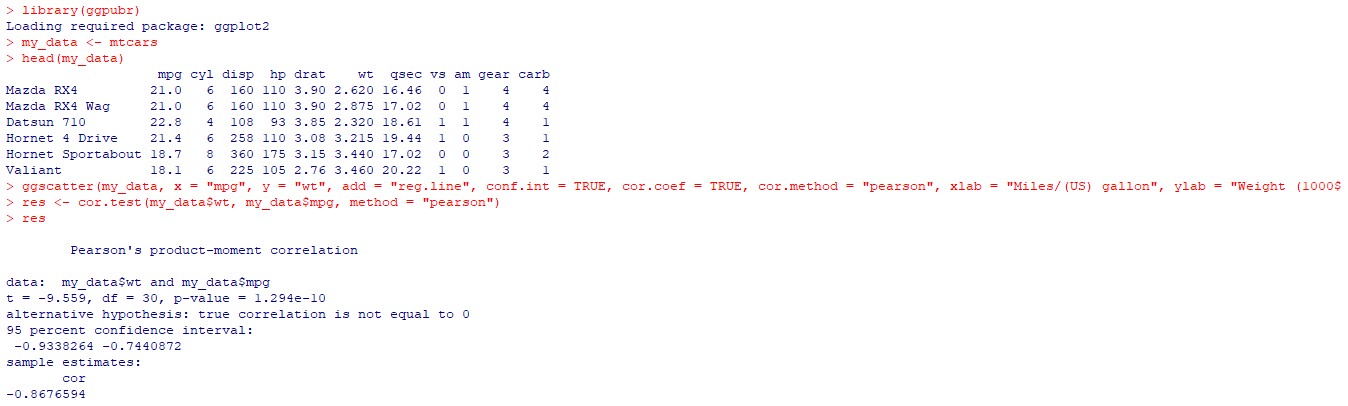 > library(ggpubr)
Loading required package: ggplot2
> my_data <- mtcars
> head(my_data)
                   mpg cyl disp  hp drat    wt  qsec vs am gear carb
Mazda RX4         21.0   6  160 110 3.90 2.620 16.46  0  1    4    4
Mazda RX4 Wag     21.0   6  160 110 3.90 2.875 17.02  0  1    4    4
Datsun 710        22.8   4  108  93 3.85 2.320 18.61  1  1    4    1
Hornet 4 Drive    21.4   6  258 110 3.08 3.215 19.44  1  0    3    1
Hornet Sportabout 18.7   8  360 175 3.15 3.440 17.02  0  0    3    2
Valiant           18.1   6  225 105 2.76 3.460 20.22  1  0    3    1
> ggscatter(my_data, x = "mpg", y = "wt", add = "reg.line", conf.int = TRUE, cor.coef = TRUE, cor.method = "pearson", xlab = "Miles/(US) gallon", ylab = "Weight (1000$
> res <- cor.test(my_data$wt, my_data$mpg, method = "pearson")
> res
        Pearson's product-moment correlation
data:  my_data$wt and my_data$mpg
t = -9.559, df = 30, p-value = 1.294e-10
alternative hypothesis: true correlation is not equal to 0
95 percent confidence interval:
 -0.9338264 -0.7440872
sample estimates:
       cor
-0.8676594